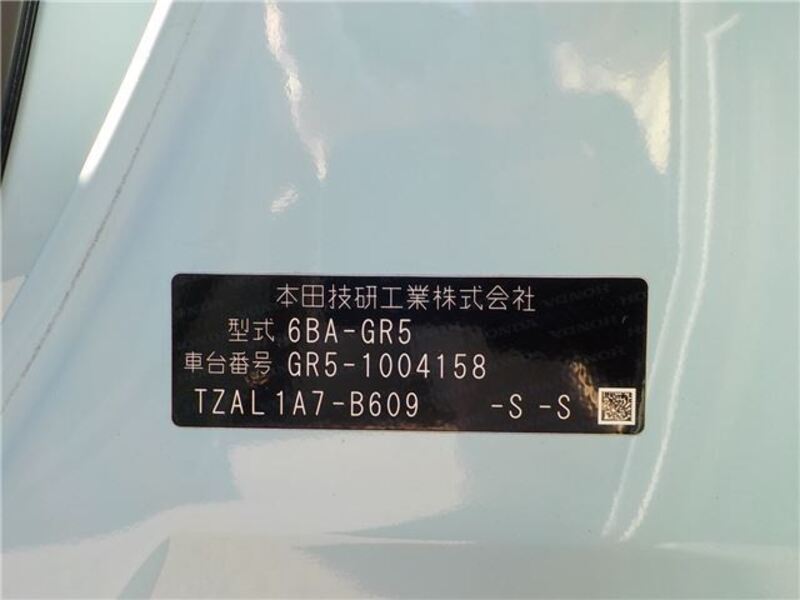 本田技研工業株式会社
型式 6BA-GR5
車台番号 GR5-1004158
TZAL1A7-B609 -S -S